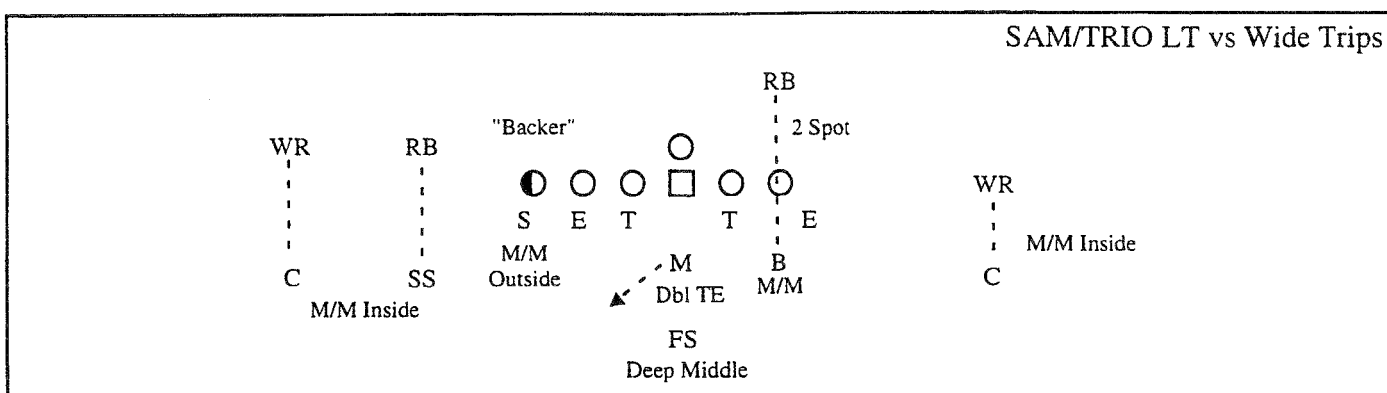 SAM/TRIO LT vs Wide Trips
RB
"Backer" 2 Spot
WR RB
WR
S E T T E
M/M Outside
M/M Inside
C SS M B C
Dbl TE M/M
M/M Inside
FS
Deep Middle